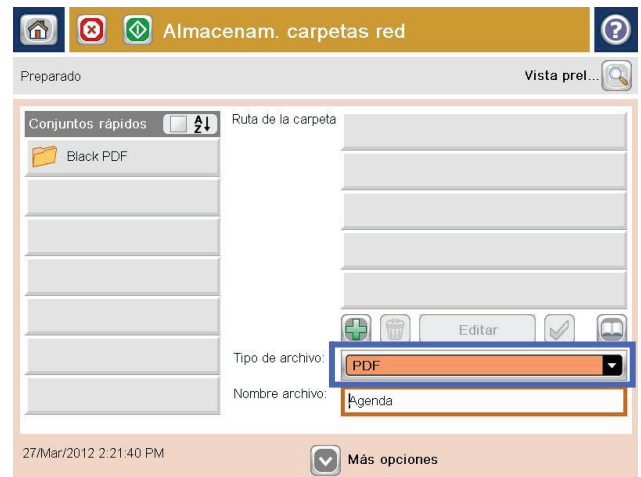 Almacenam. carpetas red
?
Preparado
Vista prel...
Conjuntos rápidos
A
Z
Ruta de la carpeta
Black PDF
Editar
Tipo de archivo:
PDF
Nombre archivo:
Agenda
27/Mar/2012 2:21:40 PM
Más opciones